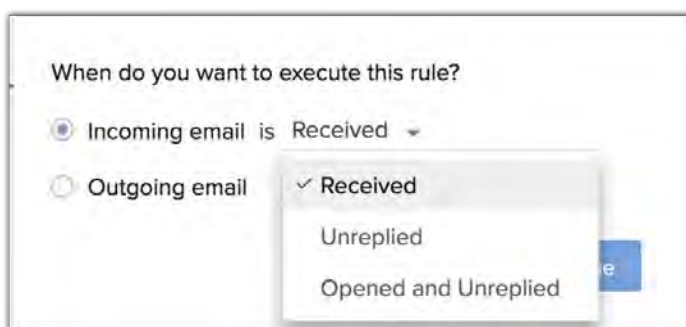 When do you want to execute this rule?
Incoming email is Received
Outgoing email
Received
Unreplied
Opened and Unreplied